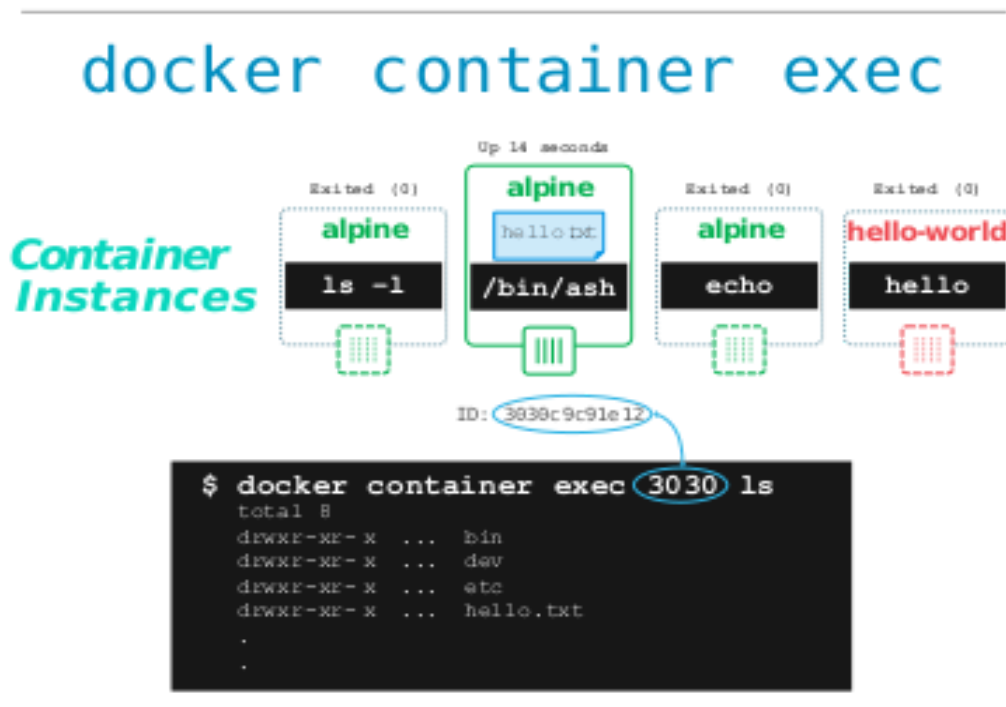 docker container exec
Up 14 seconds
Exited (0)
alpine
Exited (0)
Exited (0)
alpine
hello.txt
alpine
hello-world
Container
Instances
ls -l
/bin/ash
echo
hello
ID: 3030c9c91e12
$ docker container exec 3030 ls
total 8
drwxr-xr-x ... bin
drwxr-xr-x ... dev
drwxr-xr-x ... etc
drwxr-xr-x ... hello.txt
.
.